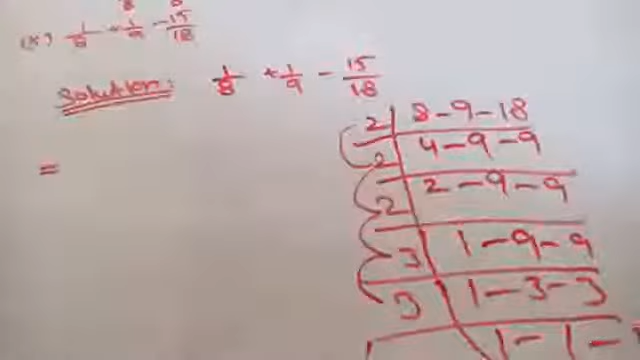 (ix) 1/8 + 1/9 - 15/18
Solution: 1/8 + 1/9 - 15/18
=
2 | 8 - 9 - 18
2 | 4 - 9 - 9
2 | 2 - 9 - 9
3 | 1 - 9 - 9
3 | 1 - 3 - 3
1 - 1 -